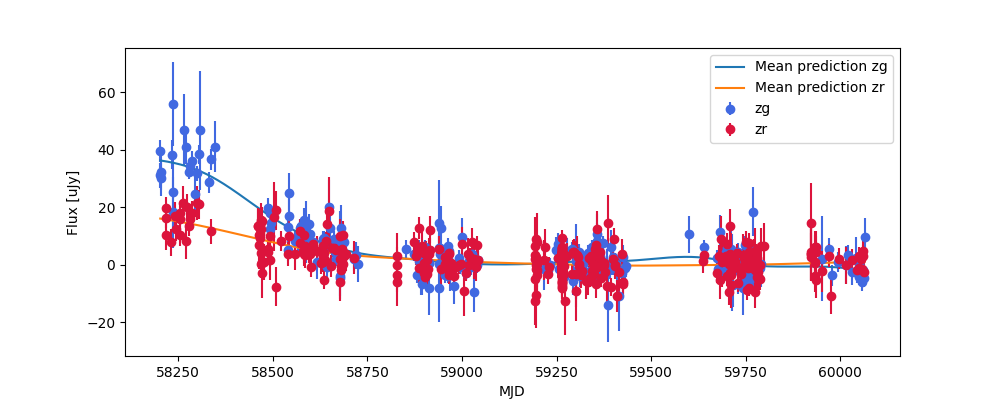 Mean prediction zg
Mean prediction zr
zg
zr
60
40
20
0
−20
Flux [uJy]
58250 58500 58750 59000 59250 59500 59750 60000
MJD